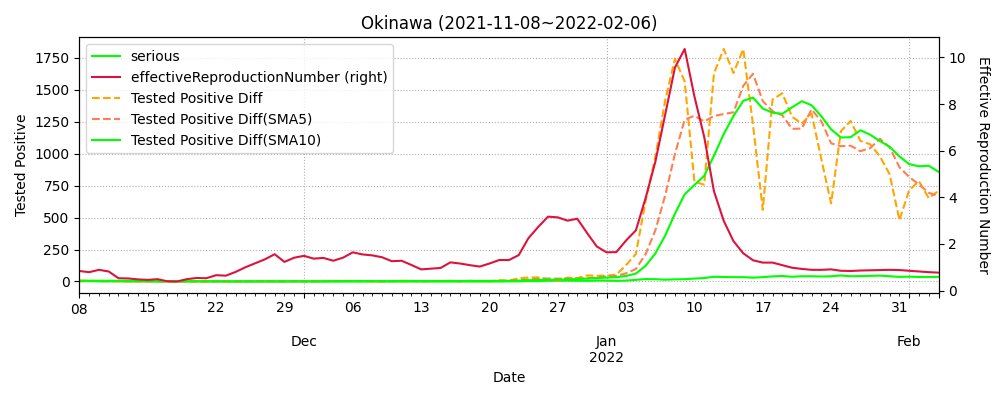 Okinawa (2021-11-08~2022-02-06)
serious
effectiveReproductionNumber (right)
Tested Positive Diff
Tested Positive Diff(SMA5)
Tested Positive Diff(SMA10)
Tested Positive
1750
1500
1250
1000
750
500
250
0
Effective Reproduction Number
10
8
6
4
2
0
08 15 22 29 06 13 20 27 03 10 17 24 31
Dec Jan Feb
2022
Date